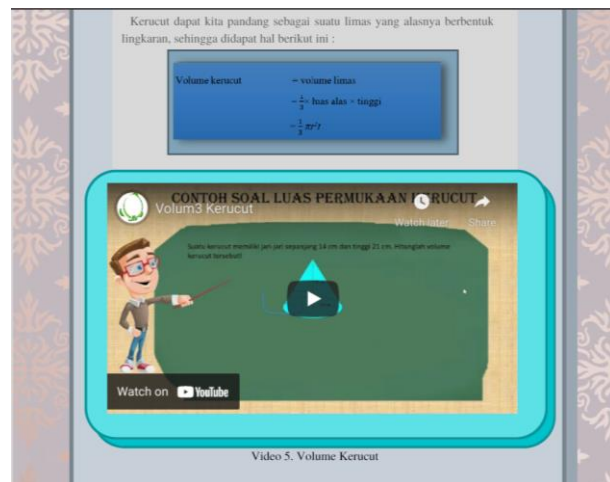 Kerucut dapat kita pandang sebagai suatu limas yang alasnya berbentuk
lingkaran, sehingga didapat hal berikut ini :
Volume kerucut = volume limas
= 1/3 × luas alas × tinggi
= 1/3 πr²t
CONTOH SOAL LUAS PERMUKAAN KERUCUT
Volum3 Kerucut
Watch later
Share
Suatu kerucut memiliki jari-jari sepanjang 14 cm dan tinggi 21 cm. Hitunglah volume
kerucut tersebut!
Watch on YouTube
Video 5. Volume Kerucut